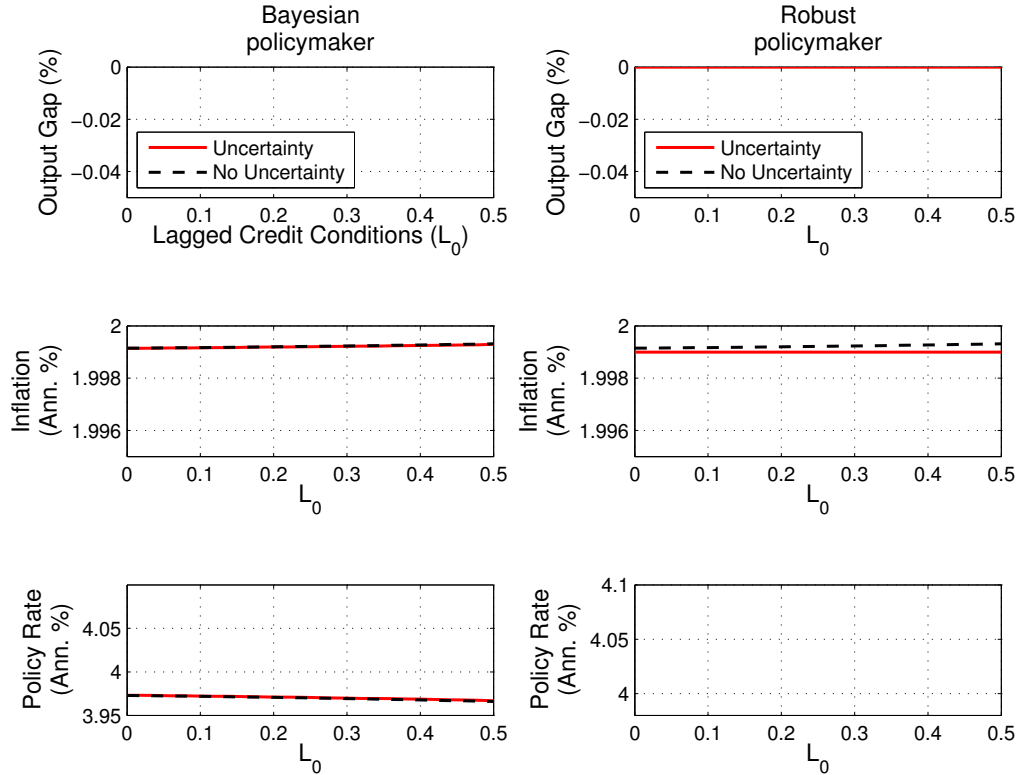 Bayesian
policymaker
Robust
policymaker
Output Gap (%)
0
−0.02
−0.04
Uncertainty
No Uncertainty
0 0.1 0.2 0.3 0.4 0.5
Lagged Credit Conditions (L0)
Output Gap (%)
0
−0.02
−0.04
Uncertainty
No Uncertainty
0 0.1 0.2 0.3 0.4 0.5
L0
Inflation
(Ann. %)
2
1.998
1.996
0 0.1 0.2 0.3 0.4 0.5
L0
Inflation
(Ann. %)
2
1.998
1.996
0 0.1 0.2 0.3 0.4 0.5
L0
Policy Rate
(Ann. %)
4.05
4
3.95
0 0.1 0.2 0.3 0.4 0.5
L0
Policy Rate
(Ann. %)
4.1
4.05
4
0 0.1 0.2 0.3 0.4 0.5
L0